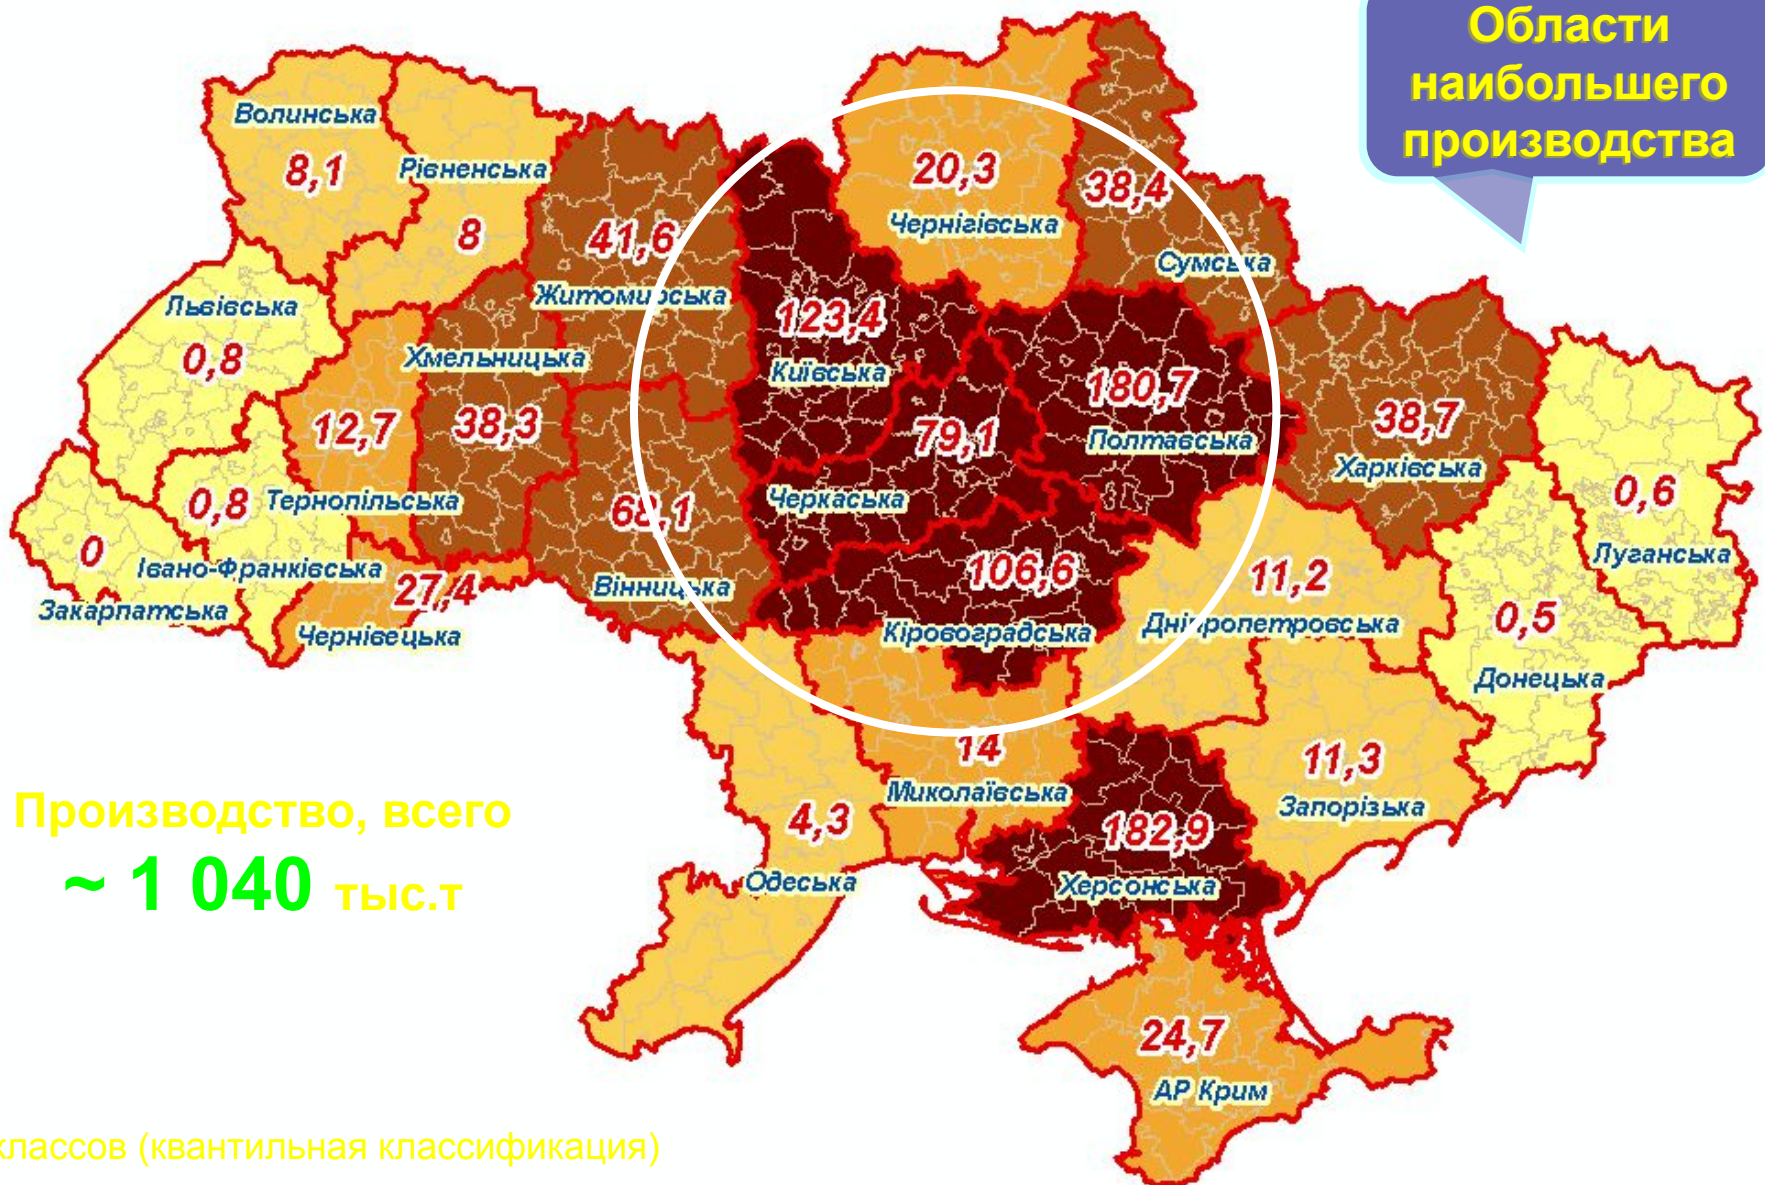 Области
наибольшего
производства
Волинська
8,1
Рівненська
8
41,6
Житомирська
20,3
Чернігівська
38,4
Сумська
Львівська
0,8
Хмельницька
38,3
12,7
Тернопільська
123,4
Київська
79,1
Черкаська
180,7
Полтавська
38,7
Харківська
0,6
Луганська
0
Закарпатська
0,8
Івано-Франківська
27,4
Чернівецька
68,1
Вінницька
106,6
Кіровоградська
11,2
Дніпропетровська
0,5
Донецька
14
Миколаївська
11,3
Запорізька
4,3
Одеська
182,9
Херсонська
24,7
АР Крим
Производство, всего
~ 1 040 тыс.т
классов (квантильная классификация)